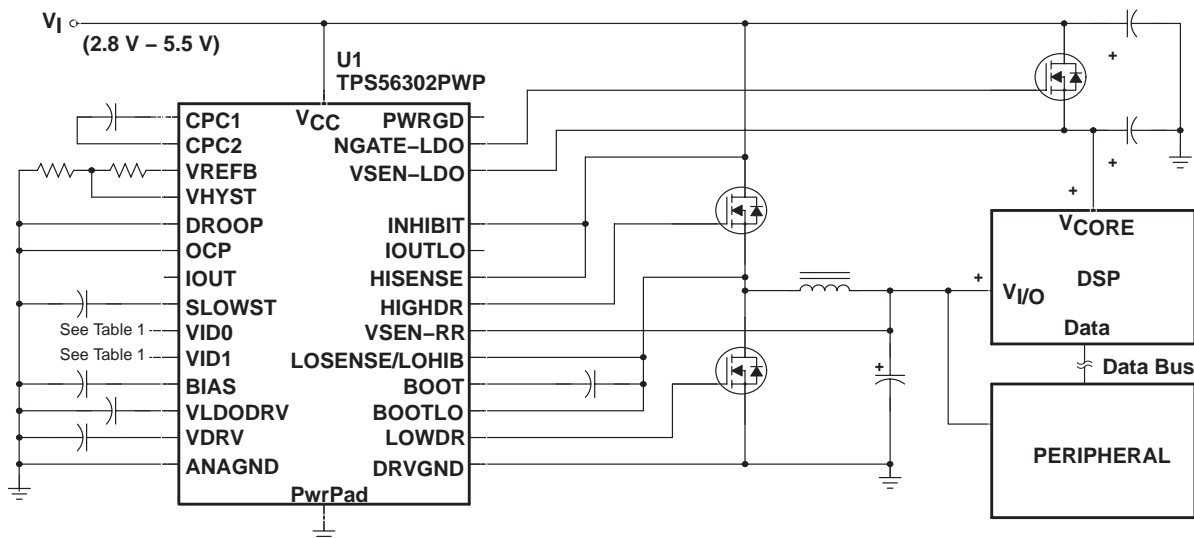 VI
(2.8 V – 5.5 V)
U1
TPS56302PWP
VCC
CPC1
CPC2
VREFB
VHYST
DROOP
OCP
IOUT
SLOWST
See Table 1
VID0
See Table 1
VID1
BIAS
VLDODRV
VDRV
ANAGND
PwrPad
PWRGD
NGATE–LDO
VSEN–LDO
INHIBIT
IOUTLO
HISENSE
HIGHDR
VSEN–RR
LOSENSE/LOHIB
BOOT
BOOTLO
LOWDR
DRVGND
+
+
+
+
+
VCORE
DSP
VI/O
Data
Data Bus
PERIPHERAL